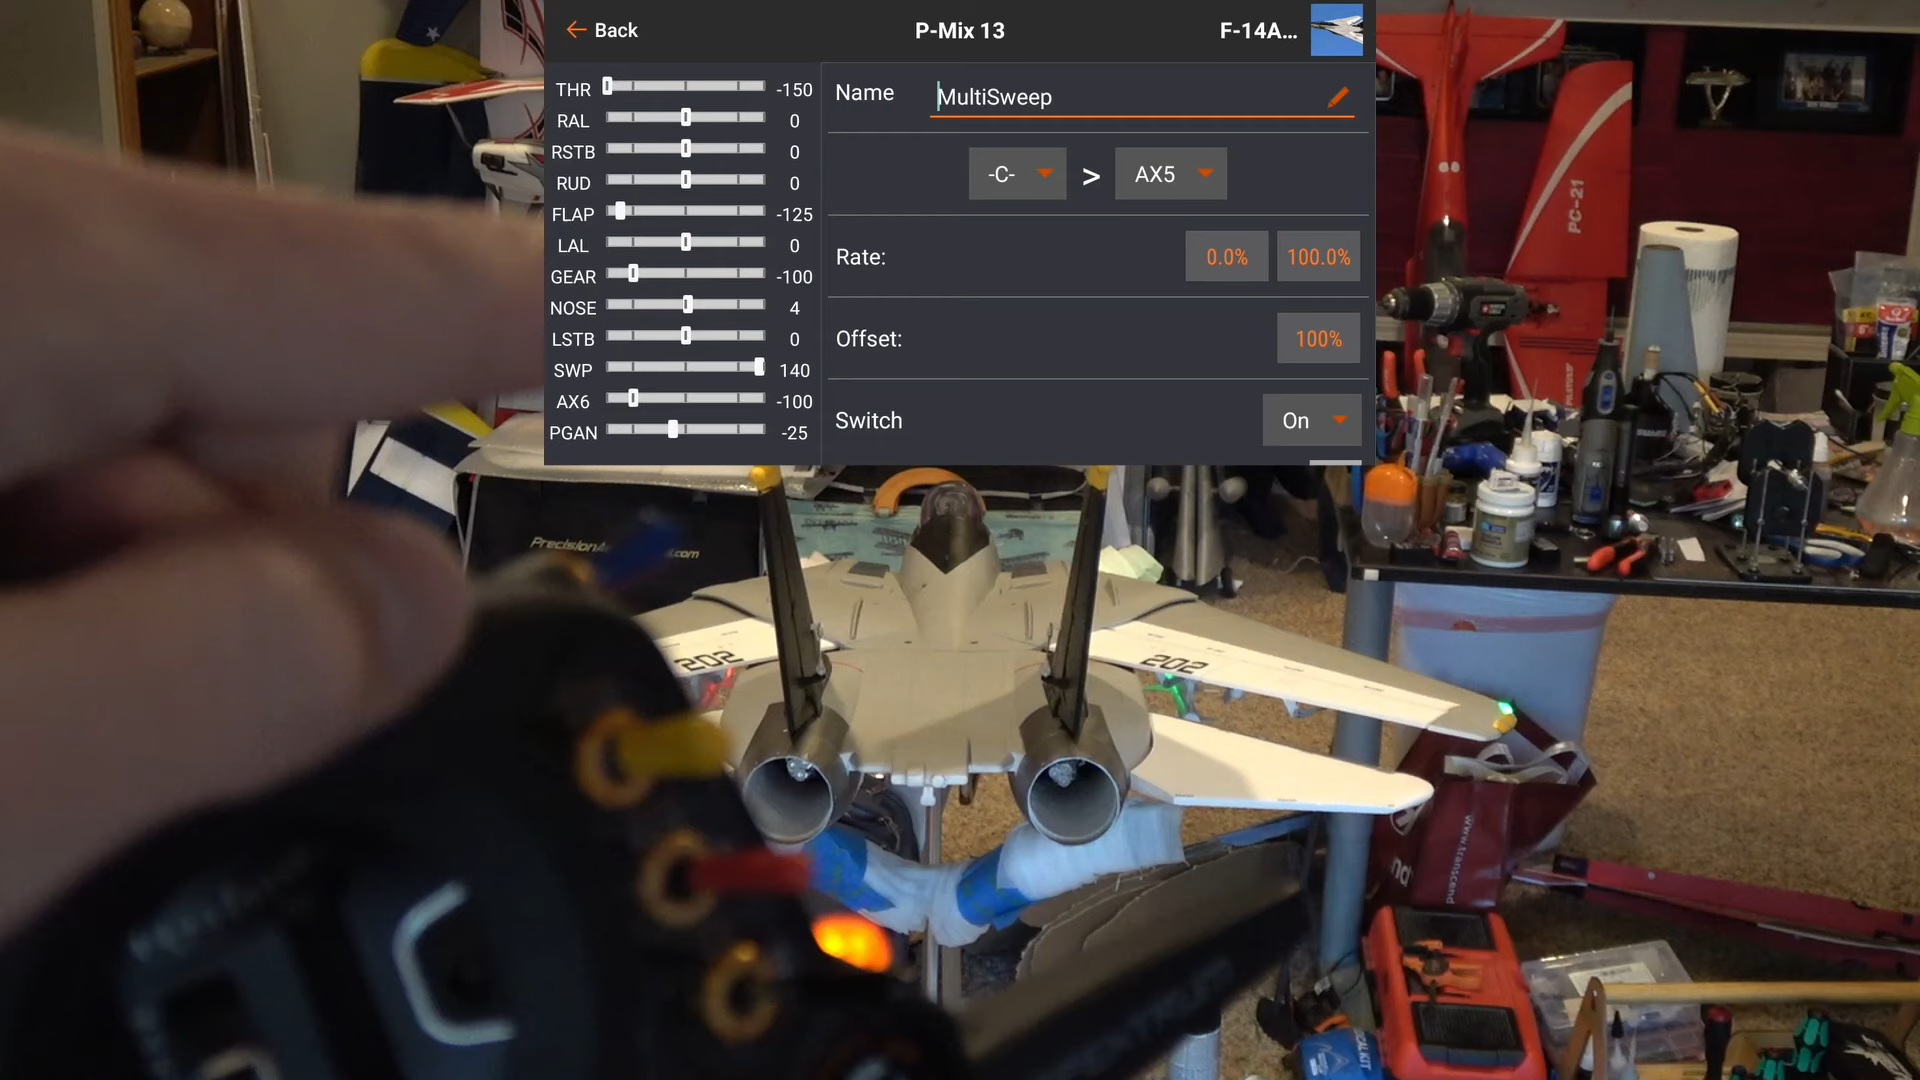 Back
P-Mix 13
F-14A...
THR -150
RAL 0
RSTB 0
RUD 0
FLAP -125
LAL 0
GEAR -100
NOSE 4
LSTB 0
SWP 140
AX6 -100
PGAN -25
Name MultiSweep
-C- > AX5
Rate: 0.0% 100.0%
Offset: 100%
Switch On
PC-21
202
202
www.transcend